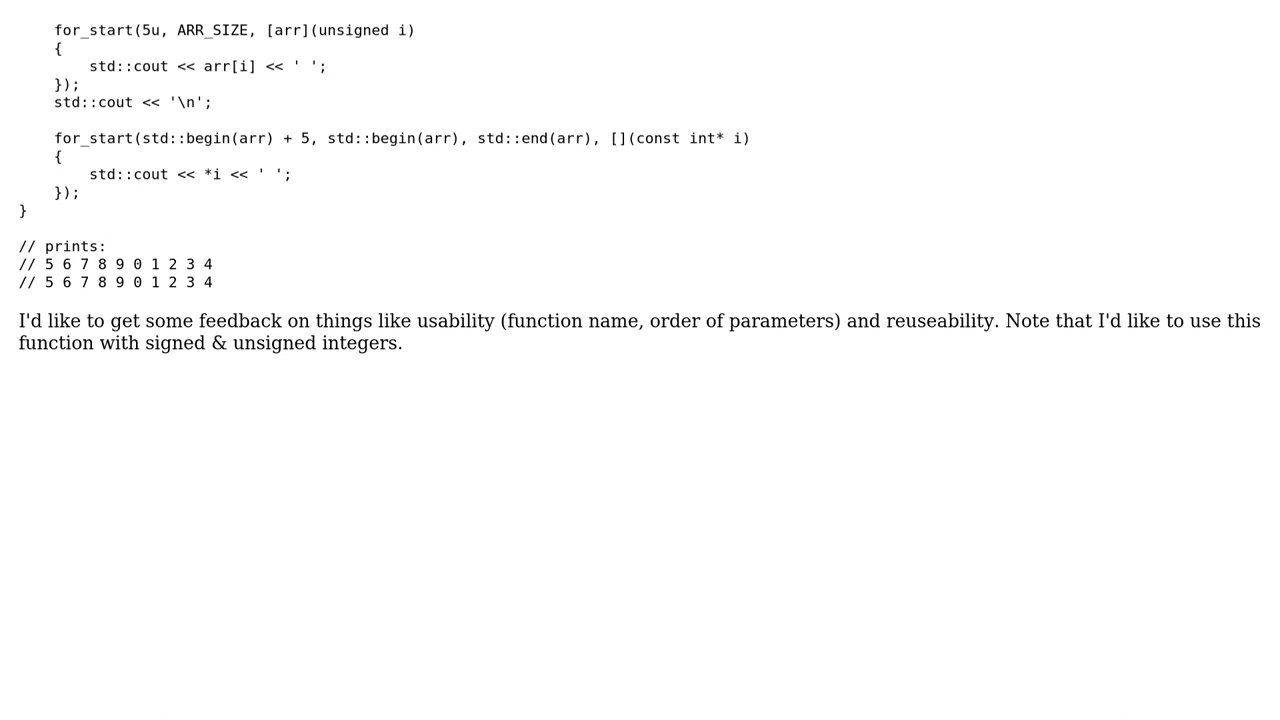 for_start(5u, ARR_SIZE, [arr](unsigned i)
    {
        std::cout << arr[i] << ' ';
    });
    std::cout << '\n';

    for_start(std::begin(arr) + 5, std::begin(arr), std::end(arr), [](const int* i)
    {
        std::cout << *i << ' ';
    });
}

// prints:
// 5 6 7 8 9 0 1 2 3 4
// 5 6 7 8 9 0 1 2 3 4

I'd like to get some feedback on things like usability (function name, order of parameters) and reuseability. Note that I'd like to use this
function with signed & unsigned integers.